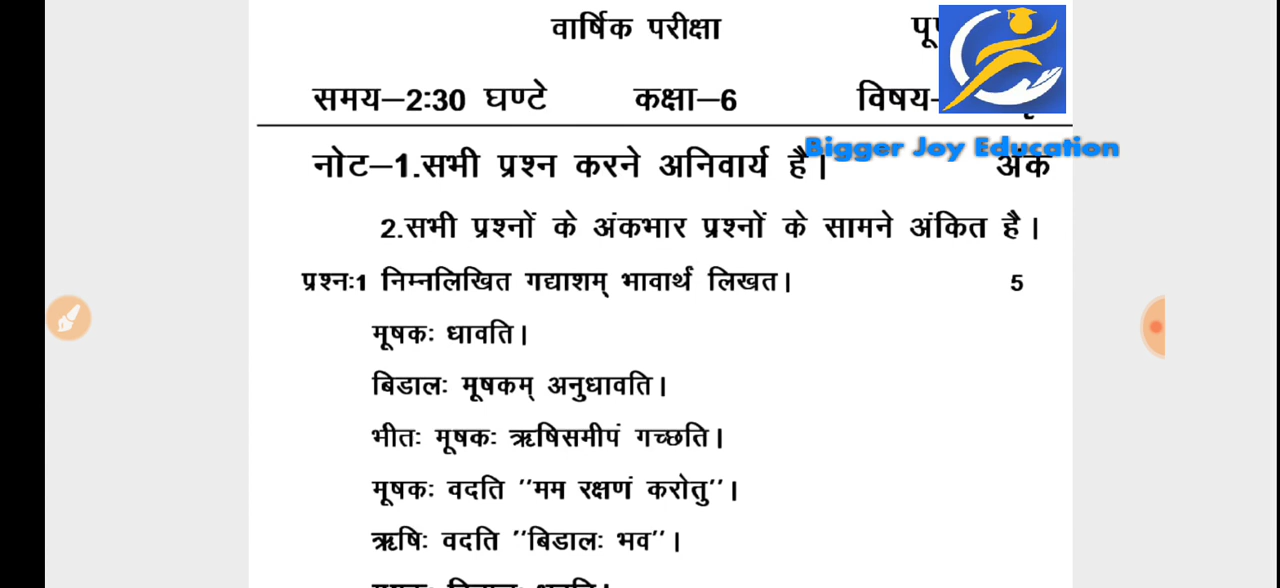 वार्षिक परीक्षा
समय–2:30 घण्टे कक्षा–6 विषय–
Bigger Joy Education
नोट–1.सभी प्रश्न करने अनिवार्य है। अंक
2.सभी प्रश्नों के अंकभार प्रश्नों के सामने अंकित है।
प्रश्नः1 निम्नलिखित गद्याशम् भावार्थं लिखत। 5
मूषकः धावति।
बिडालः मूषकम् अनुधावति।
भीतः मूषकः ऋषिसमीपं गच्छति।
मूषकः वदति ''मम रक्षणं करोतु''।
ऋषिः वदति ''बिडालः भव''।